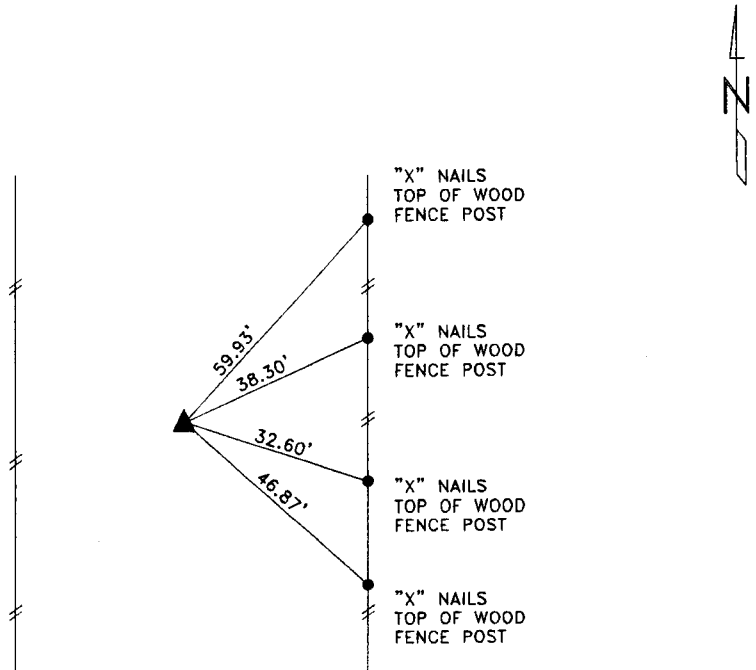 N
"X" NAILS
TOP OF WOOD
FENCE POST
59.93'
"X" NAILS
TOP OF WOOD
FENCE POST
38.30'
32.60'
"X" NAILS
TOP OF WOOD
FENCE POST
46.87'
"X" NAILS
TOP OF WOOD
FENCE POST